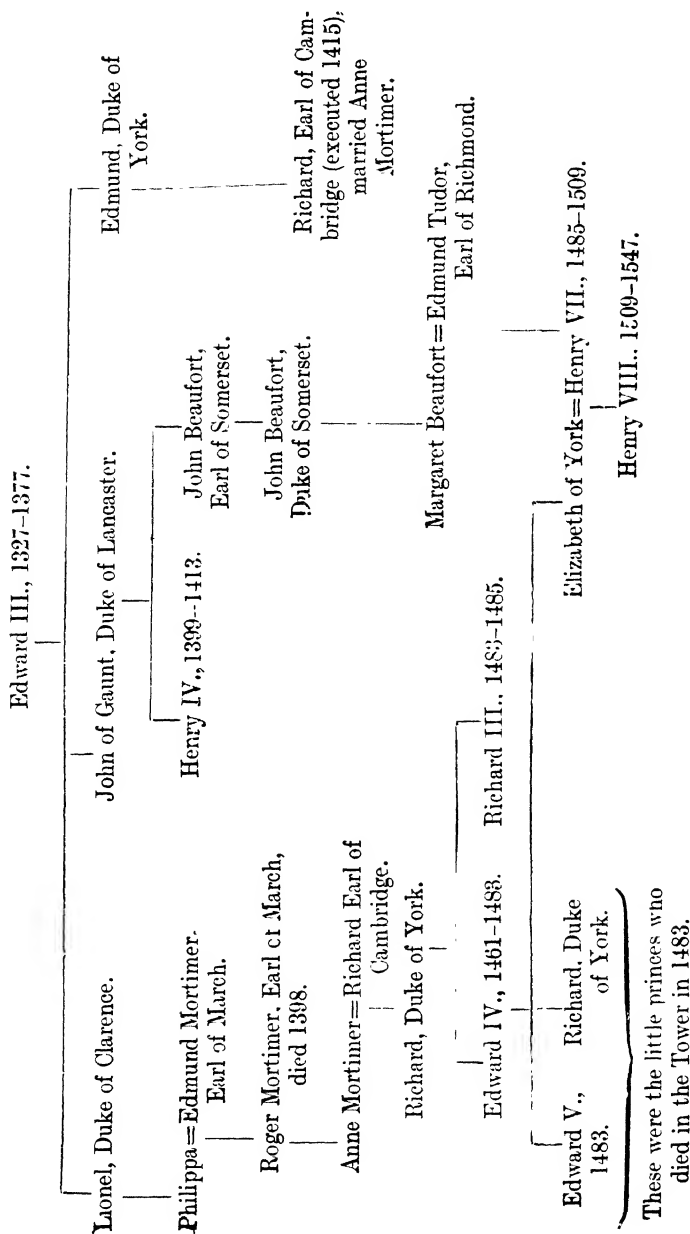 Edward III., 1327–1377.
Lionel, Duke of Clarence.
John of Gaunt, Duke of Lancaster.
Edmund, Duke of
York.
Philippa=Edmund Mortimer.
Earl of March.
Henry IV., 1399–1413.
John Beaufort,
Earl of Somerset.
Roger Mortimer, Earl of March,
died 1398.
John Beaufort,
Duke of Somerset.
Richard, Earl of Cam-
bridge (executed 1415),
married Anne
Mortimer.
Anne Mortimer=Richard Earl of
Cambridge.
Richard, Duke of York.
Margaret Beaufort=Edmund Tudor,
Earl of Richmond.
Edward IV., 1461–1483.
Richard III.. 1483–1485.
Edward V.,
1483.
Richard, Duke
of York.
Elizabeth of York=Henry VII., 1485–1509.
Henry VIII.. 1509–1547.
These were the little princes who
died in the Tower in 1483.